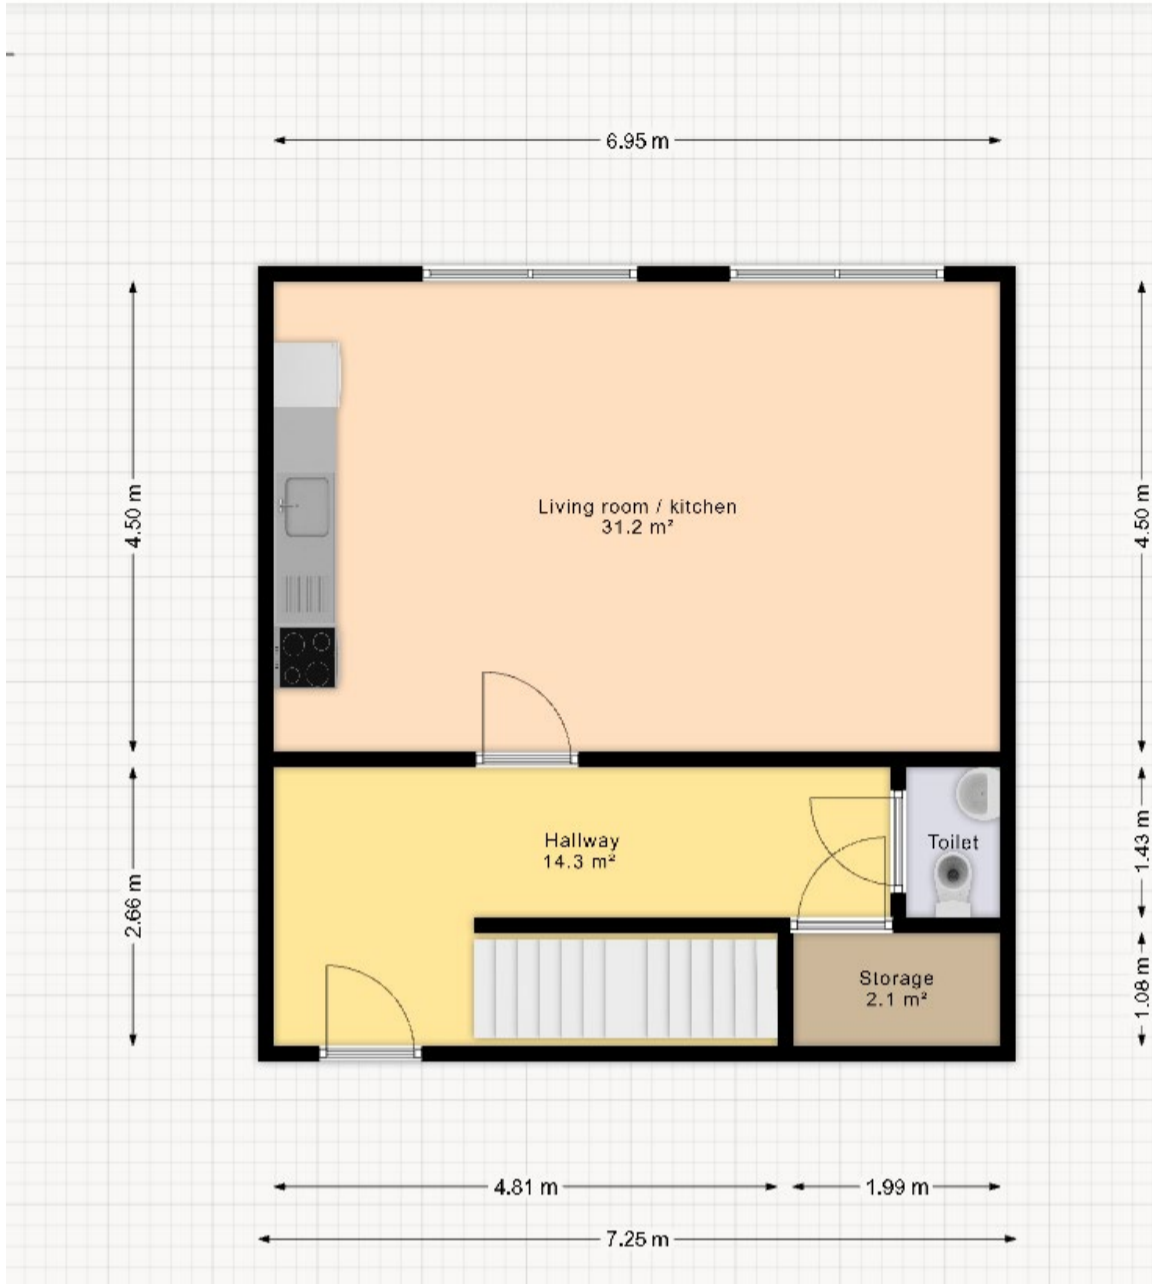 6.95 m
4.50 m
4.50 m
Living room / kitchen
31.2 m²
Hallway
14.3 m²
Toilet
1.43 m
2.66 m
Storage
2.1 m²
1.08 m
4.81 m
1.99 m
7.25 m